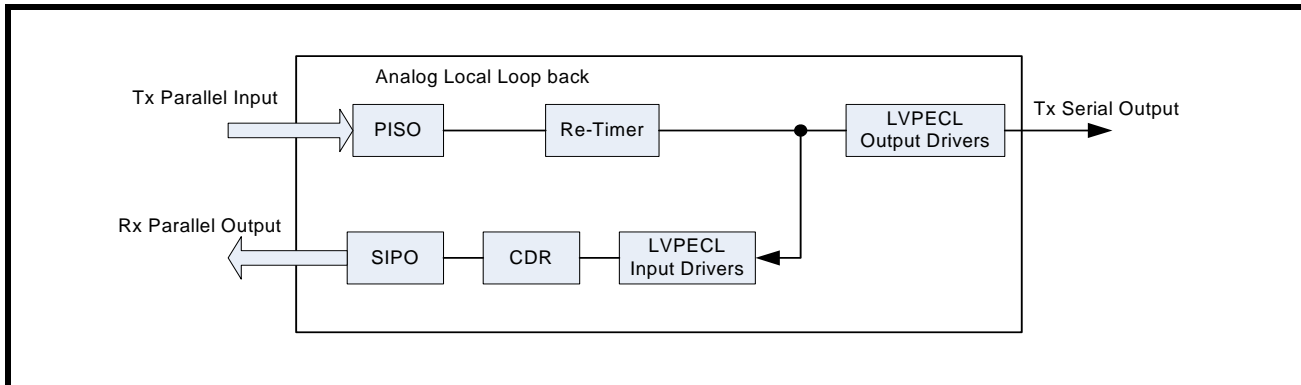 Analog Local Loop back
Tx Parallel Input
PISO
Re-Timer
LVPECL
Output Drivers
Tx Serial Output
Rx Parallel Output
SIPO
CDR
LVPECL
Input Drivers